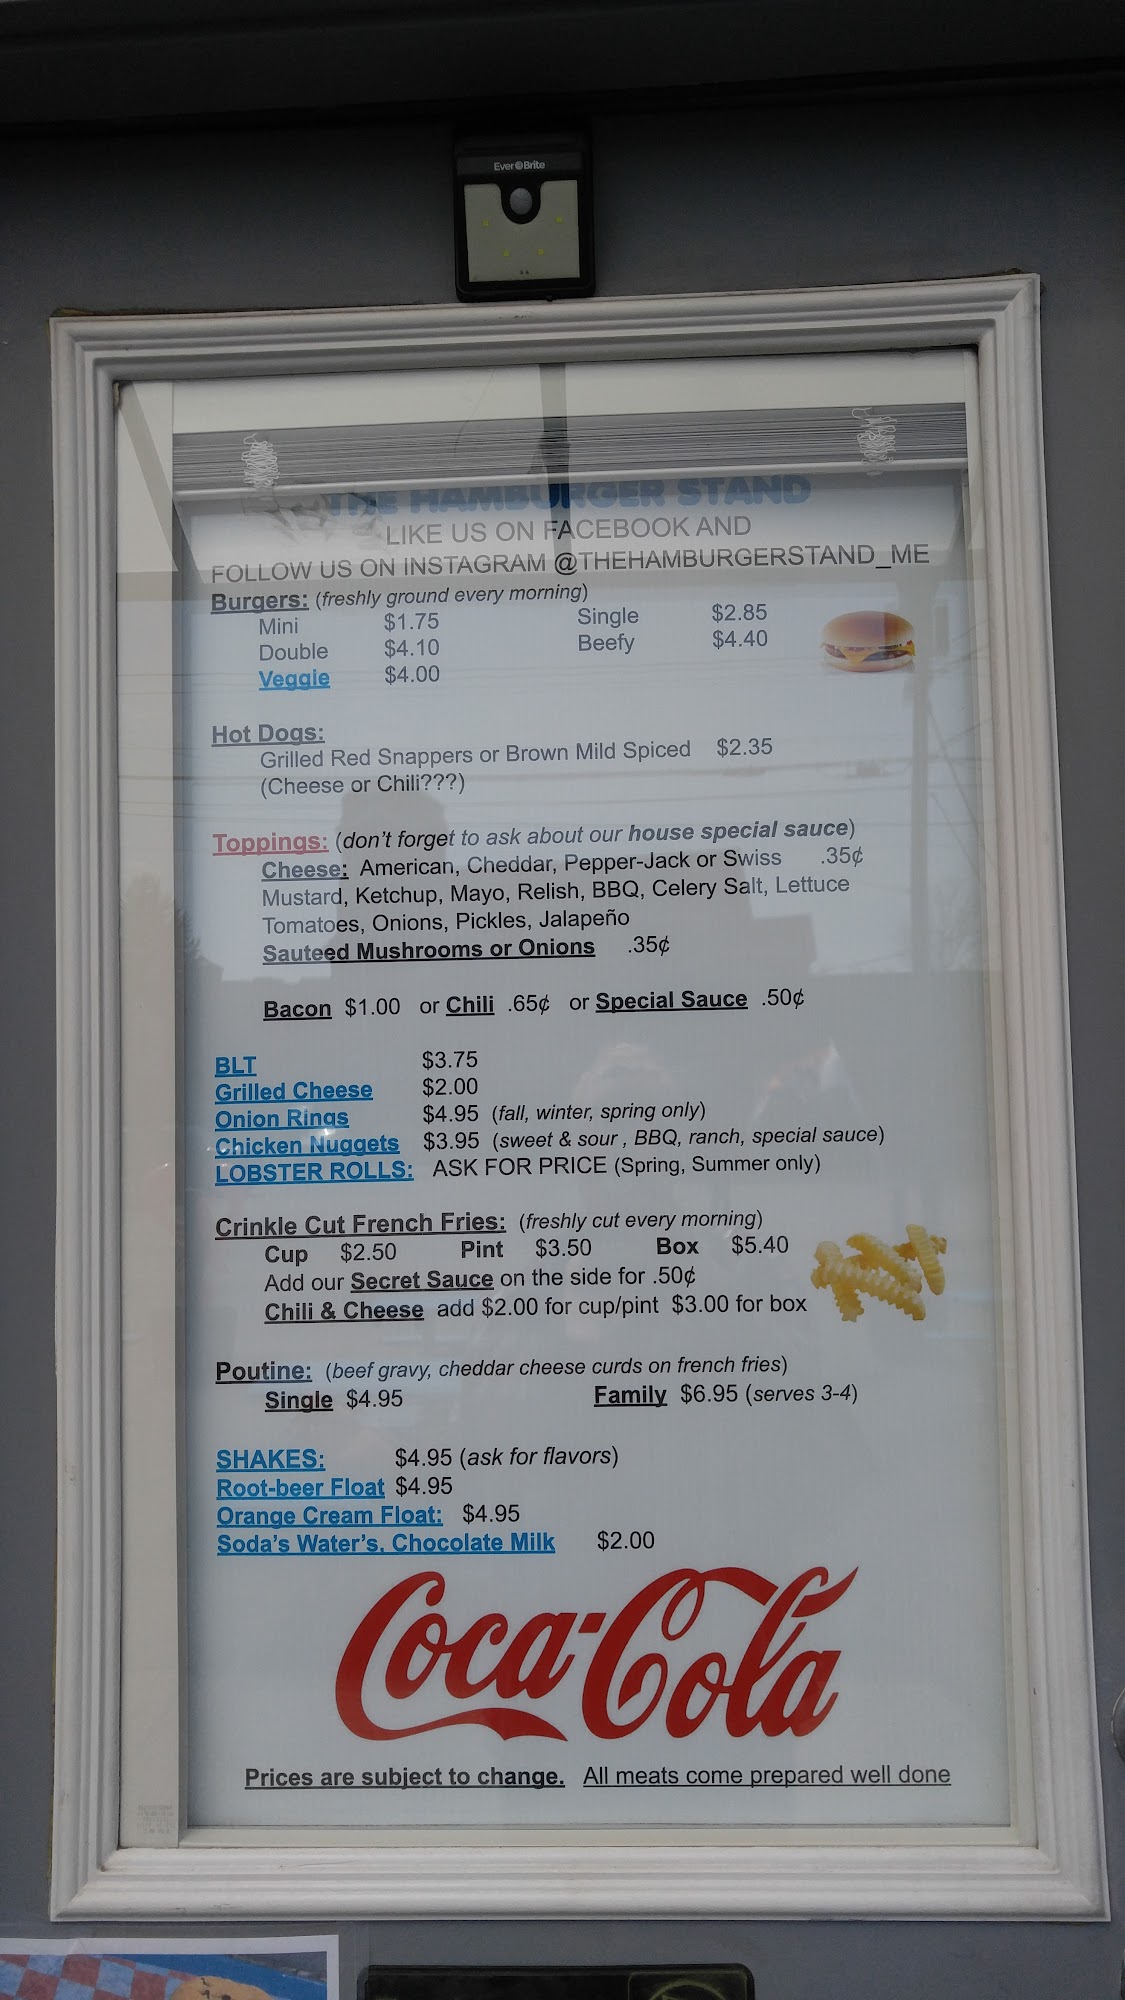 Ever Brite
THE HAMBURGER STAND
LIKE US ON FACEBOOK AND
FOLLOW US ON INSTAGRAM @THEHAMBURGERSTAND_ME
Burgers: (freshly ground every morning)
Mini $1.75 Single $2.85
Double $4.10 Beefy $4.40
Veggie $4.00
Hot Dogs:
Grilled Red Snappers or Brown Mild Spiced $2.35
(Cheese or Chili???)
Toppings: (don't forget to ask about our house special sauce)
Cheese: American, Cheddar, Pepper-Jack or Swiss .35¢
Mustard, Ketchup, Mayo, Relish, BBQ, Celery Salt, Lettuce
Tomatoes, Onions, Pickles, Jalapeño
Sauteed Mushrooms or Onions .35¢
Bacon $1.00 or Chili .65¢ or Special Sauce .50¢
BLT $3.75
Grilled Cheese $2.00
Onion Rings $4.95 (fall, winter, spring only)
Chicken Nuggets $3.95 (sweet & sour , BBQ, ranch, special sauce)
LOBSTER ROLLS: ASK FOR PRICE (Spring, Summer only)
Crinkle Cut French Fries: (freshly cut every morning)
Cup $2.50 Pint $3.50 Box $5.40
Add our Secret Sauce on the side for .50¢
Chili & Cheese add $2.00 for cup/pint $3.00 for box
Poutine: (beef gravy, cheddar cheese curds on french fries)
Single $4.95 Family $6.95 (serves 3-4)
SHAKES: $4.95 (ask for flavors)
Root-beer Float $4.95
Orange Cream Float: $4.95
Soda's Water's, Chocolate Milk $2.00
Coca-Cola
Prices are subject to change. All meats come prepared well done